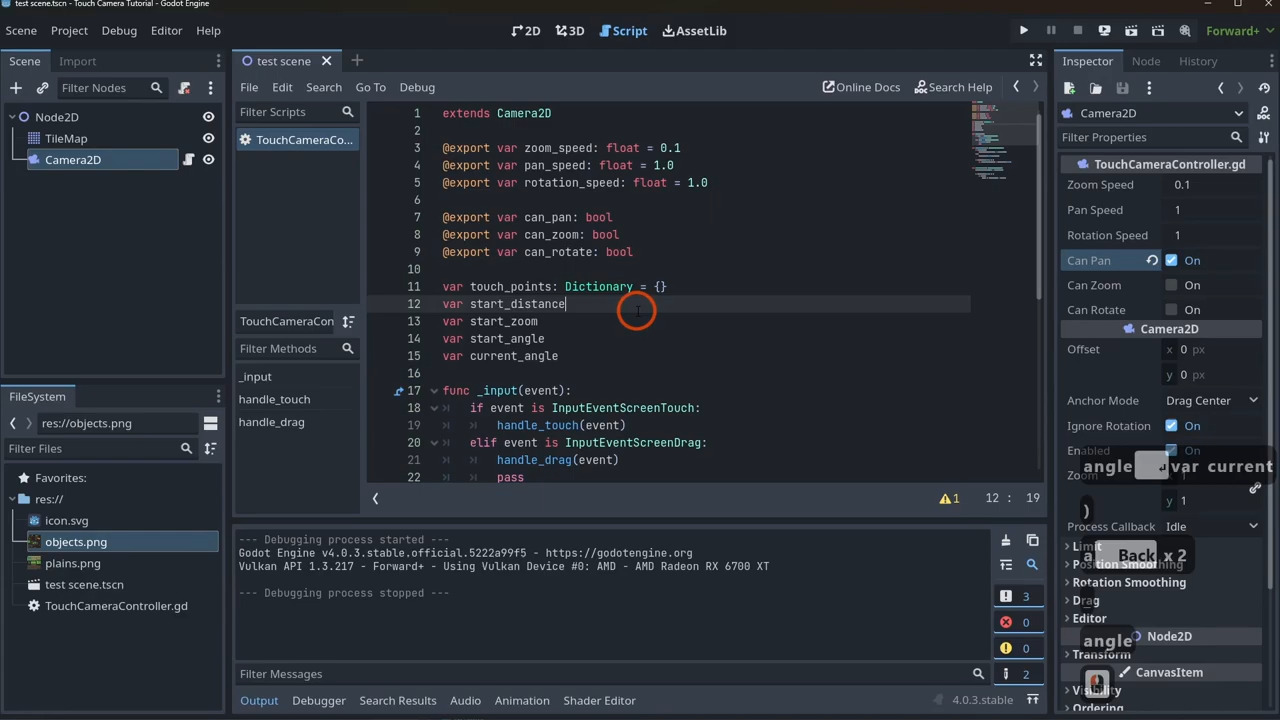 test scene.tscn - Touch Camera Tutorial - Godot Engine
Scene Project Debug Editor Help
2D 3D Script AssetLib
Forward+
Scene Import
Filter Nodes
Node2D
TileMap
Camera2D
FileSystem
res://objects.png
Filter Files
Favorites:
res://
icon.svg
objects.png
plains.png
test scene.tscn
TouchCameraController.gd
test scene
File Edit Search Go To Debug
Online Docs Search Help
Filter Scripts
TouchCameraCo...
TouchCameraCon
Filter Methods
_input
handle_touch
handle_drag
1 extends Camera2D
2
3 @export var zoom_speed: float = 0.1
4 @export var pan_speed: float = 1.0
5 @export var rotation_speed: float = 1.0
6
7 @export var can_pan: bool
8 @export var can_zoom: bool
9 @export var can_rotate: bool
10
11 var touch_points: Dictionary = {}
12 var start_distance
13 var start_zoom
14 var start_angle
15 var current_angle
16
17 func _input(event):
18 if event is InputEventScreenTouch:
19 handle_touch(event)
20 elif event is InputEventScreenDrag:
21 handle_drag(event)
22 pass
1 12 : 19
--- Debugging process started ---
Godot Engine v4.0.3.stable.official.5222a99f5 - https://godotengine.org
Vulkan API 1.3.217 - Forward+ - Using Vulkan Device #0: AMD - AMD Radeon RX 6700 XT
--- Debugging process stopped ---
3
0
0
2
Filter Messages
Output Debugger Search Results Audio Animation Shader Editor
4.0.3.stable
Inspector Node History
Camera2D
Filter Properties
TouchCameraController.gd
Zoom Speed 0.1
Pan Speed 1
Rotation Speed 1
Can Pan On
Can Zoom On
Can Rotate On
Camera2D
Offset x 0 px
y 0 px
Anchor Mode Drag Center
Ignore Rotation On
Enabled On
Zoom
angle var current
y 1
)
Process Callback Idle
Limit
a Back x 2
Position Smoothing
Rotation Smoothing
Drag
Editor
Node2D
angle
Transform
CanvasItem
Visibility
Ordering